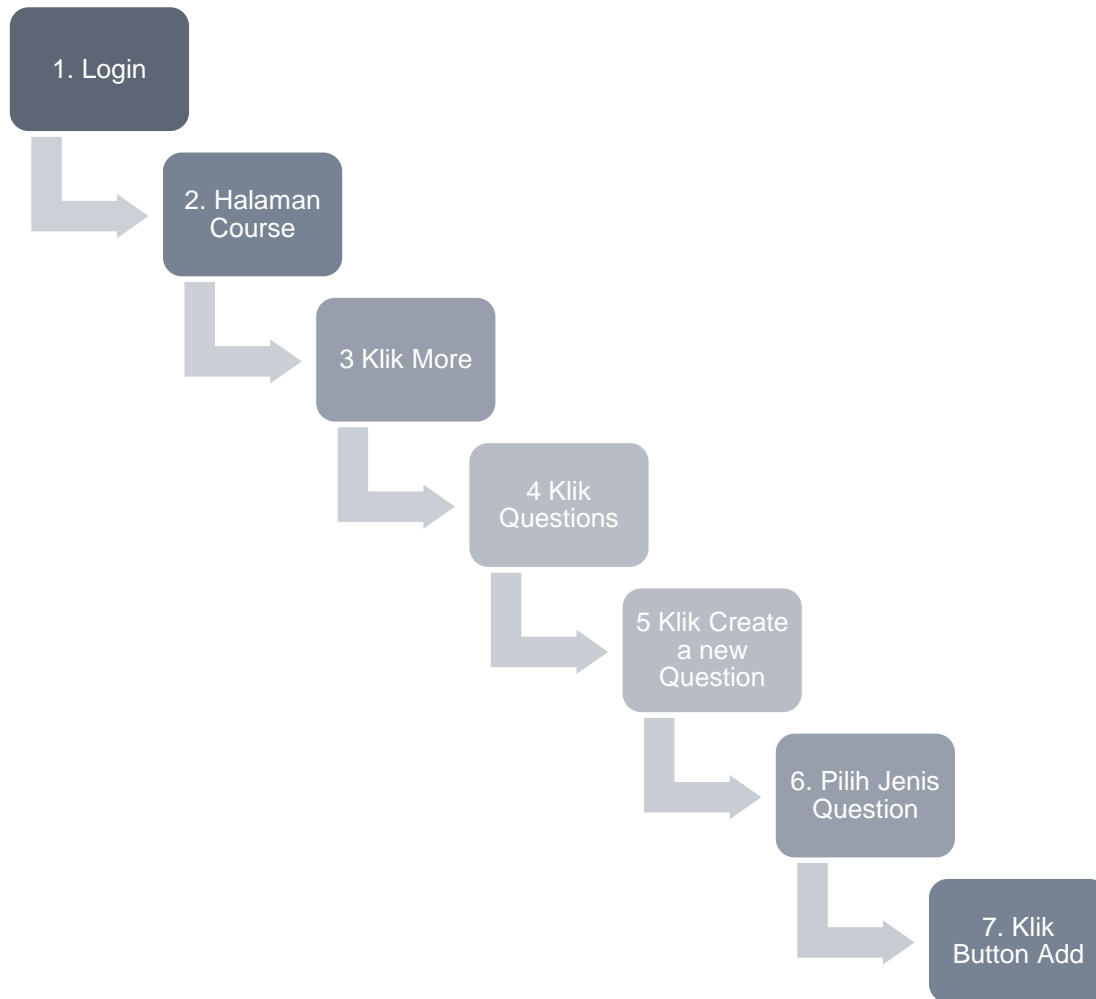 1. Login
2. Halaman
Course
3 Klik More
4 Klik
Questions
5 Klik Create
a new
Question
6. Pilih Jenis
Question
7. Klik
Button Add